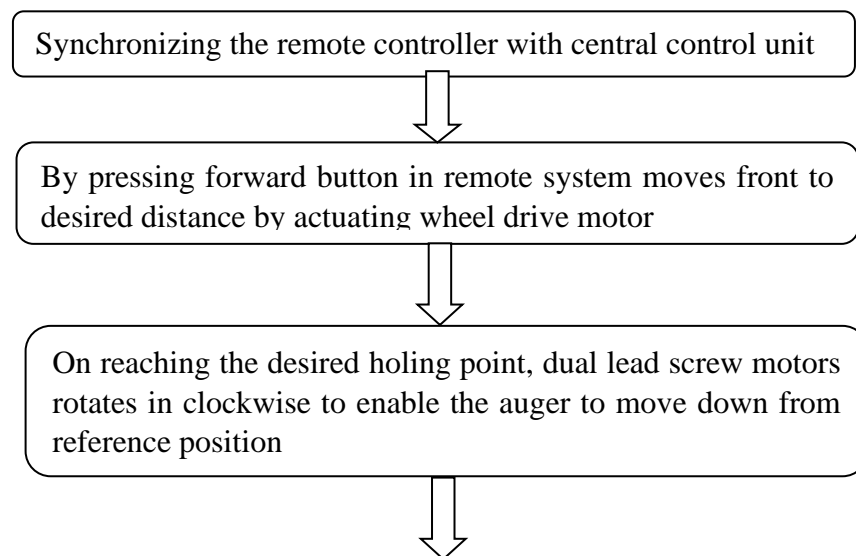 Synchronizing the remote controller with central control unit
By pressing forward button in remote system moves front to
desired distance by actuating wheel drive motor
On reaching the desired holing point, dual lead screw motors
rotates in clockwise to enable the auger to move down from
reference position